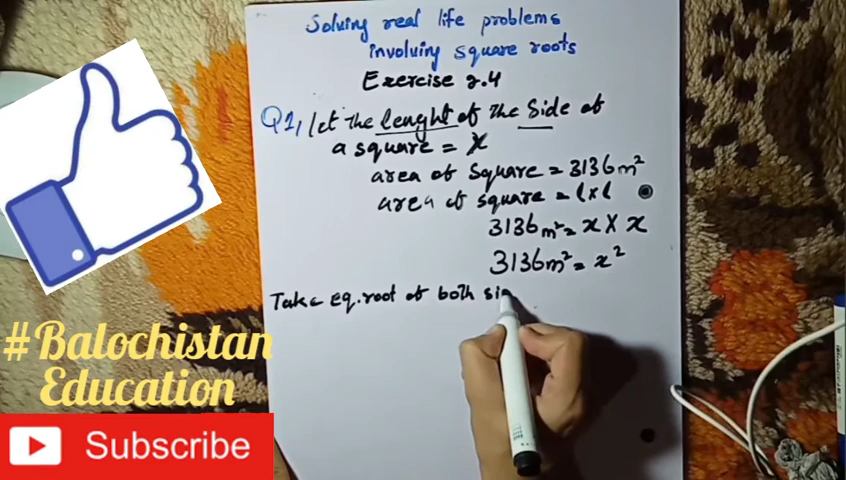 Solving real life problems
involving square roots
Exercise 2.4
Q1, let the lenght of the Side of
a square = x
area of Square = 3136m²
area of square = l x l
3136m² = x X x
3136m² = x²
Take sq.root of both si
#Balochistan
Education
Subscribe